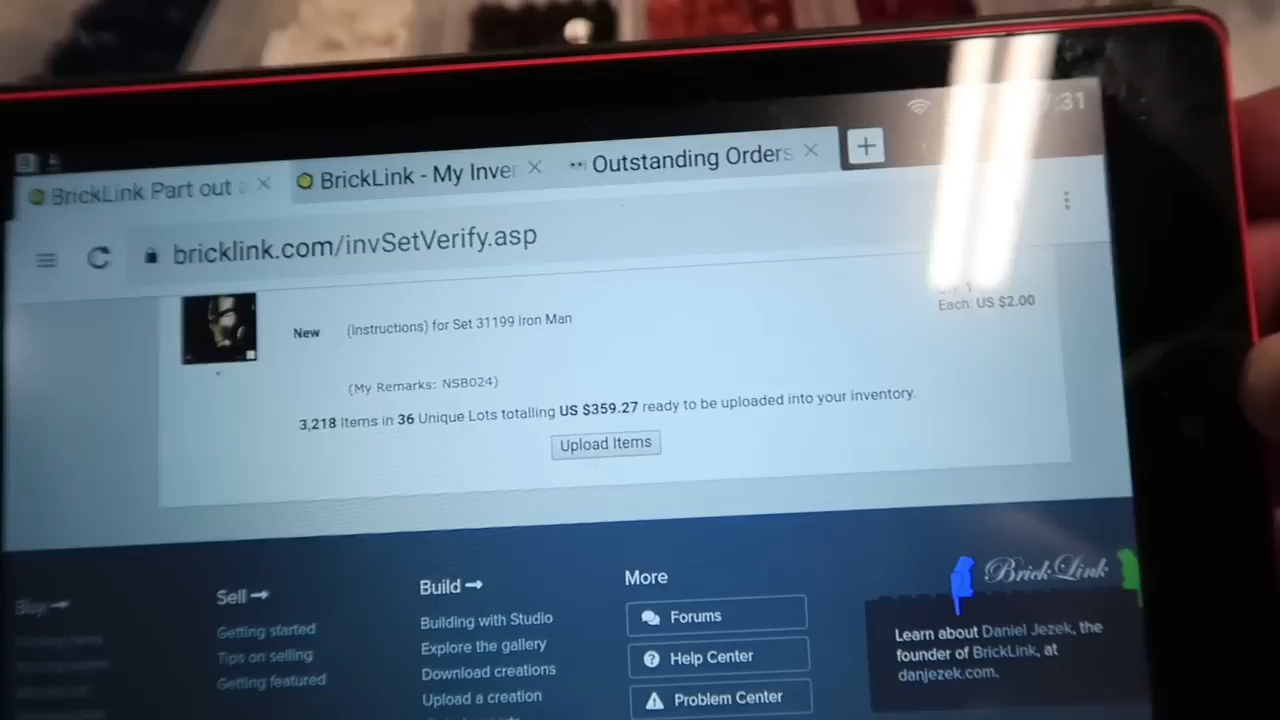 :31
BrickLink Part out
BrickLink - My Inver
Outstanding Orders
bricklink.com/invSetVerify.asp
Each: US $2.00
New (Instructions) for Set 31199 Iron Man
(My Remarks: NSB024)
3,218 Items in 36 Unique Lots totalling US $359.27 ready to be uploaded into your inventory.
Upload Items
Buy
Sell
Getting started
Tips on selling
Getting featured
Build
Building with Studio
Explore the gallery
Download creations
Upload a creation
More
Forums
Help Center
Problem Center
BrickLink
Learn about Daniel Jezek, the
founder of BrickLink, at
danjezek.com.